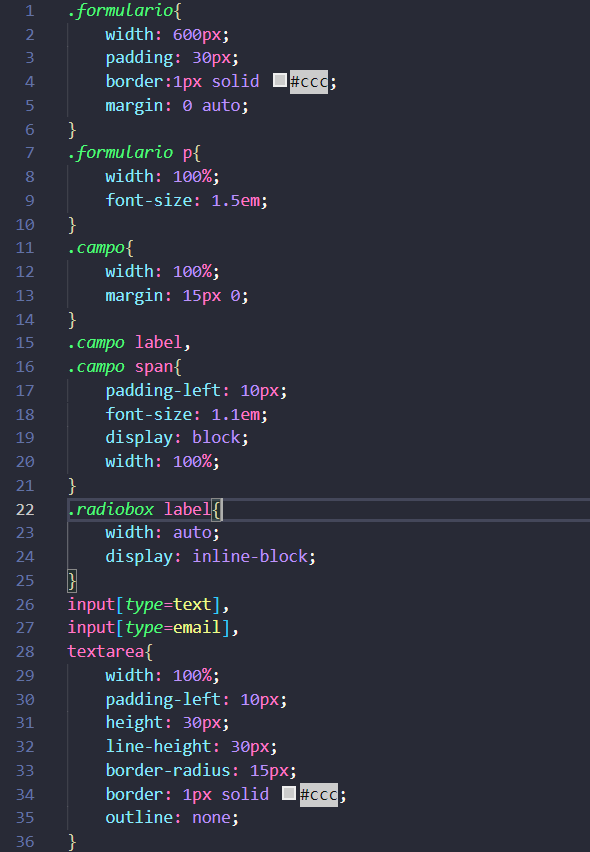 1 .formulario{
2 width: 600px;
3 padding: 30px;
4 border:1px solid #ccc;
5 margin: 0 auto;
6 }
7 .formulario p{
8 width: 100%;
9 font-size: 1.5em;
10 }
11 .campo{
12 width: 100%;
13 margin: 15px 0;
14 }
15 .campo label,
16 .campo span{
17 padding-left: 10px;
18 font-size: 1.1em;
19 display: block;
20 width: 100%;
21 }
22 .radiobox label{
23 width: auto;
24 display: inline-block;
25 }
26 input[type=text],
27 input[type=email],
28 textarea{
29 width: 100%;
30 padding-left: 10px;
31 height: 30px;
32 line-height: 30px;
33 border-radius: 15px;
34 border: 1px solid #ccc;
35 outline: none;
36 }